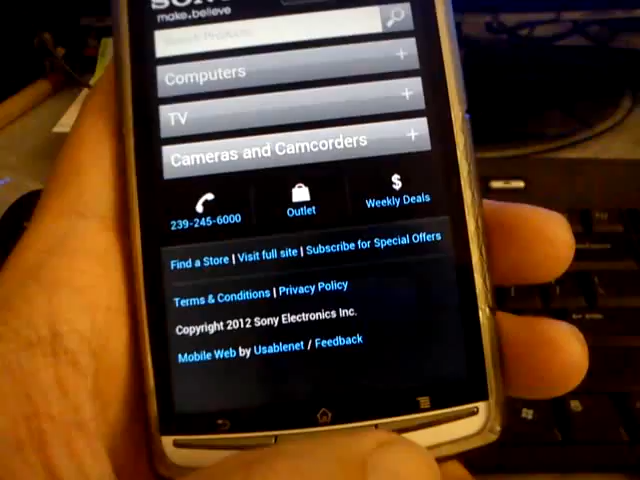 SONY
make.believe
Search Products
Computers
TV
Cameras and Camcorders
239-245-6000
Outlet
Weekly Deals
Find a Store | Visit full site | Subscribe for Special Offers
Terms & Conditions | Privacy Policy
Copyright 2012 Sony Electronics Inc.
Mobile Web by Usablenet / Feedback